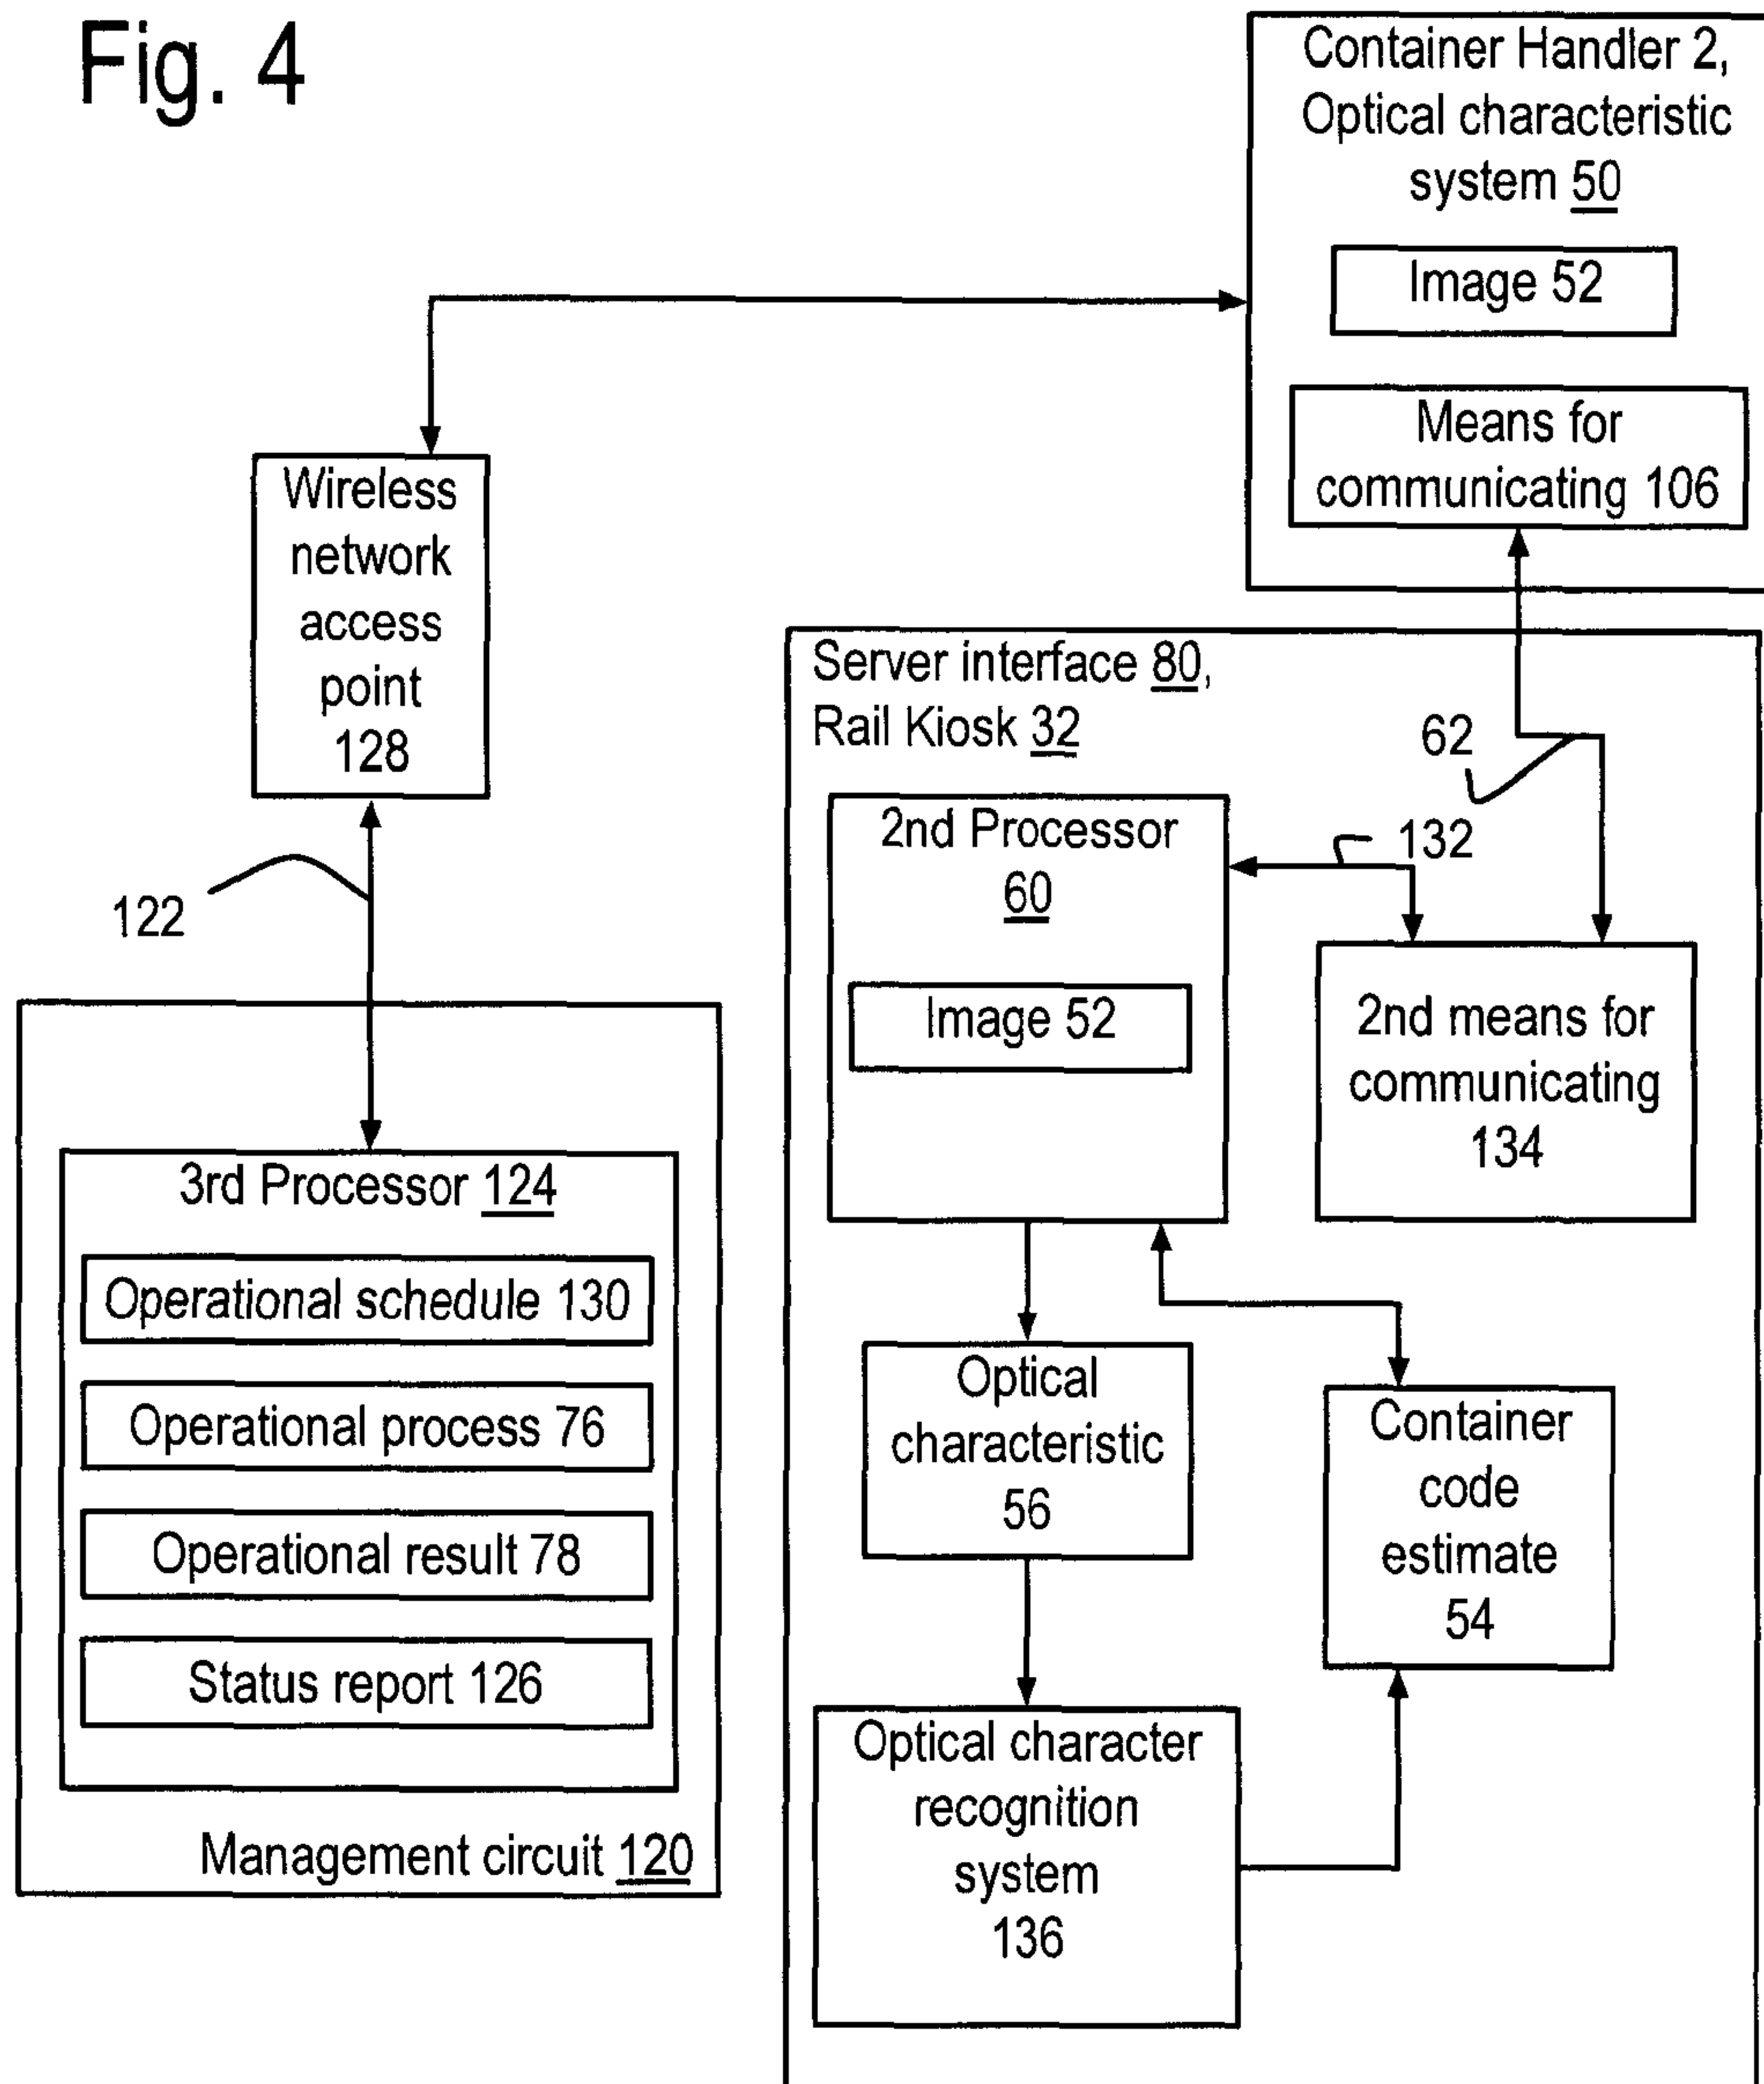 Fig. 4
Container Handler 2,
Optical characteristic
system 50
Image 52
Means for
communicating 106
Wireless
network
access
point
128
122
Server interface 80,
Rail Kiosk 32
62
132
2nd Processor
60
Image 52
2nd means for
communicating
134
3rd Processor 124
Operational schedule 130
Operational process 76
Operational result 78
Status report 126
Management circuit 120
Optical
characteristic
56
Container
code
estimate
54
Optical character
recognition
system
136